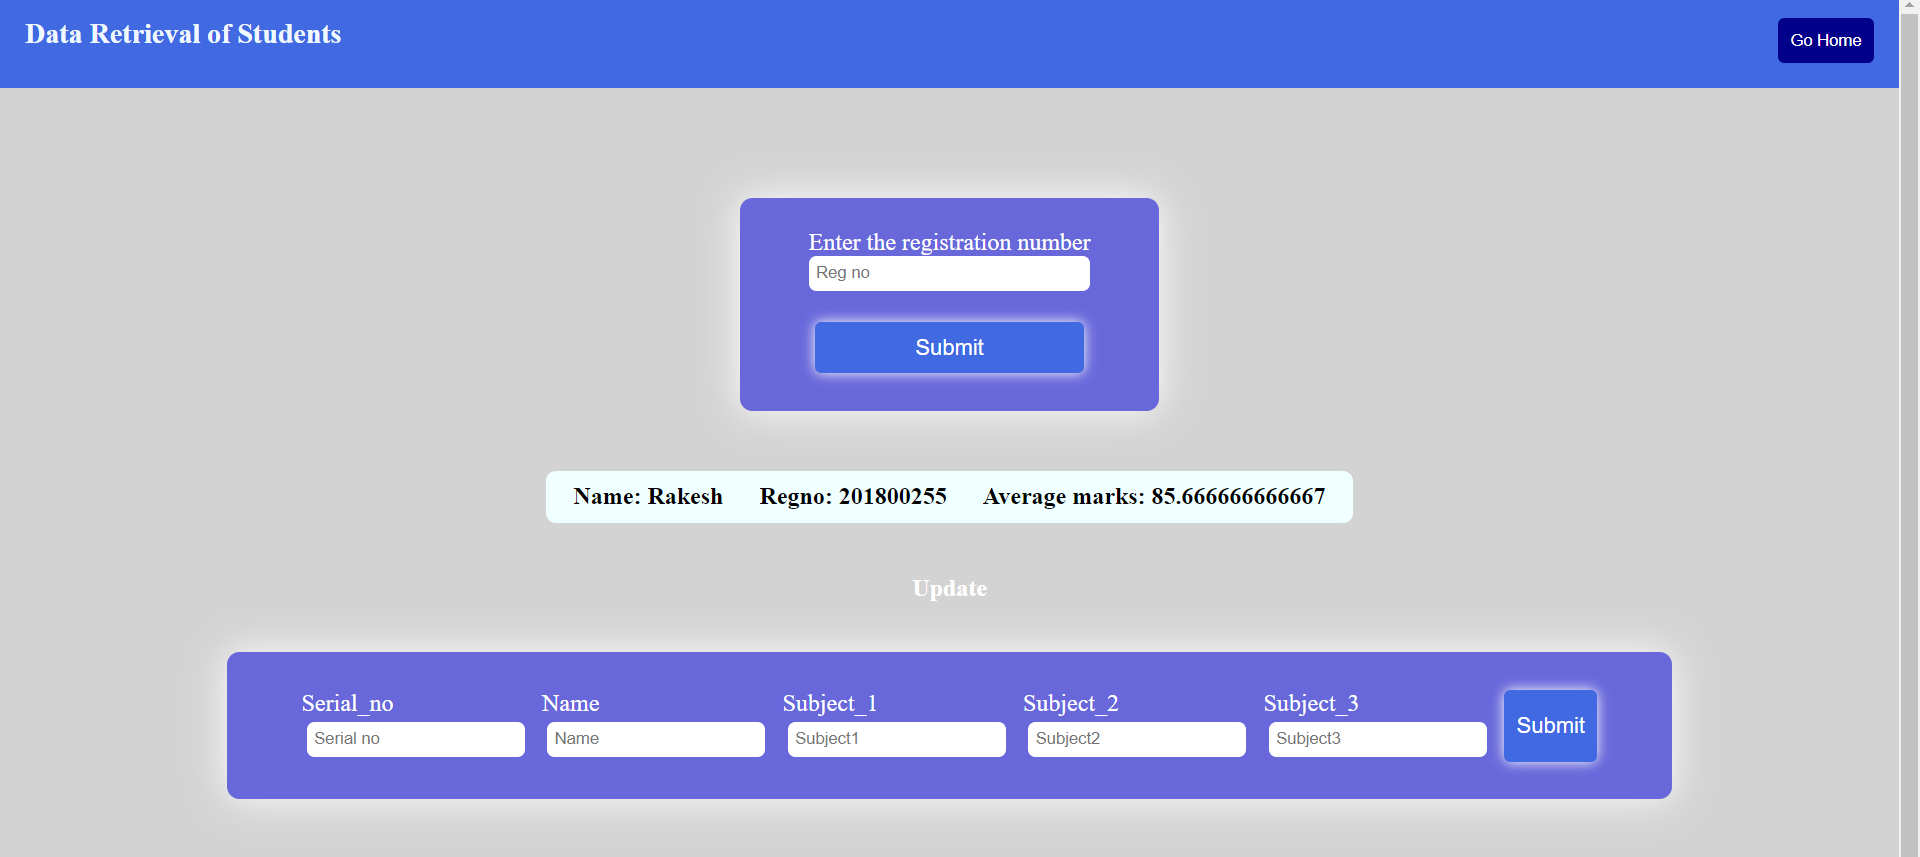 Data Retrieval of Students
Go Home
Enter the registration number
Reg no
Submit
Name: Rakesh Regno: 201800255 Average marks: 85.666666666667
Update
Serial_no Name Subject_1 Subject_2 Subject_3
Serial no Name Subject1 Subject2 Subject3
Submit